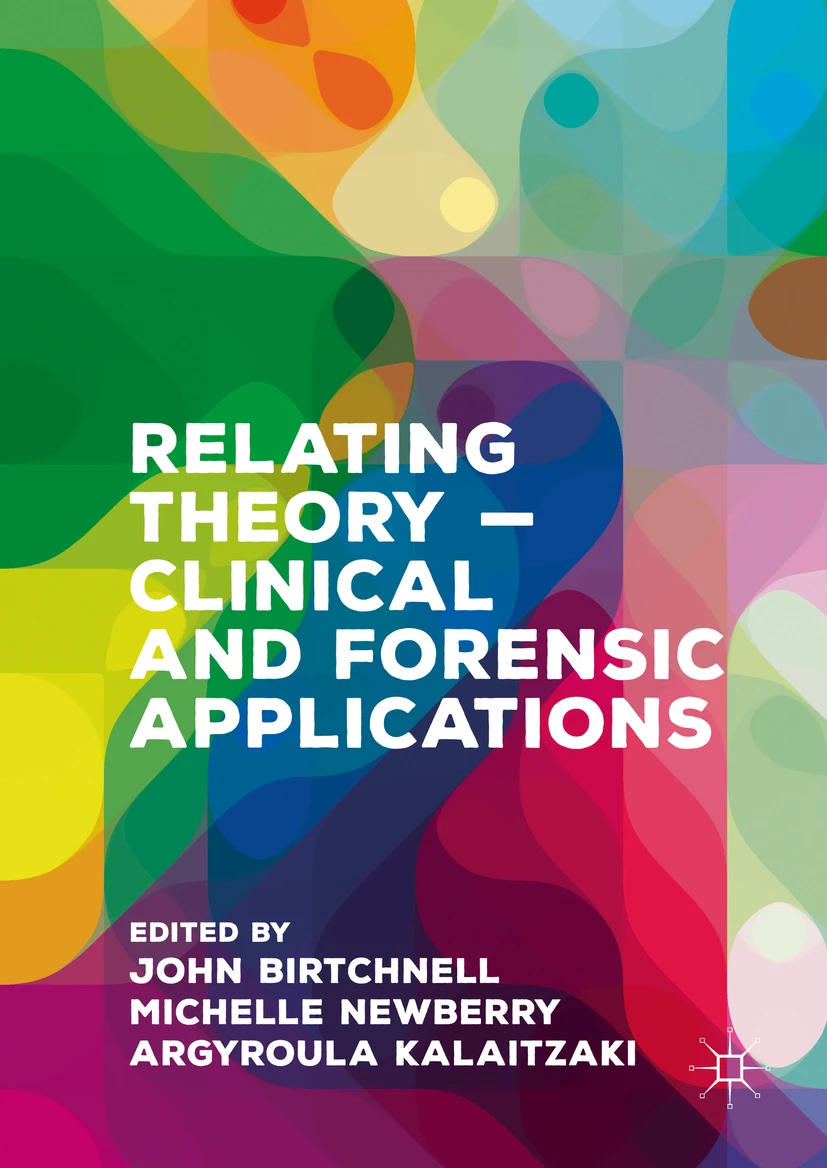 RELATING
THEORY –
CLINICAL
AND FORENSIC
APPLICATIONS
EDITED BY
JOHN BIRTCHNELL
MICHELLE NEWBERRY
ARGYROULA KALAITZAKI